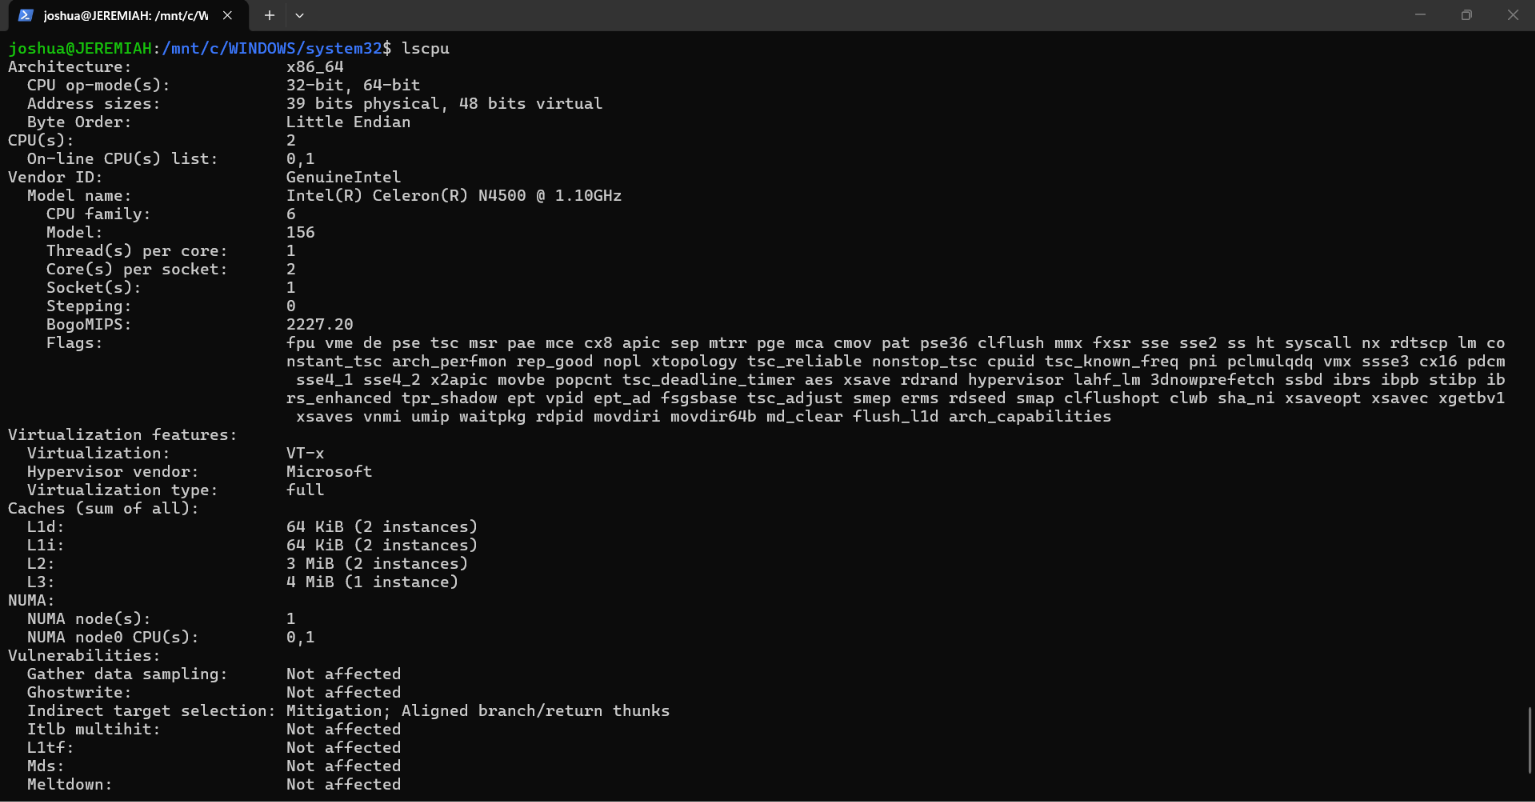 joshua@JEREMIAH: /mnt/c/W
joshua@JEREMIAH:/mnt/c/WINDOWS/system32$ lscpu
Architecture:                x86_64
  CPU op-mode(s):            32-bit, 64-bit
  Address sizes:             39 bits physical, 48 bits virtual
  Byte Order:                Little Endian
CPU(s):                      2
  On-line CPU(s) list:       0,1
Vendor ID:                   GenuineIntel
  Model name:                Intel(R) Celeron(R) N4500 @ 1.10GHz
    CPU family:              6
    Model:                   156
    Thread(s) per core:      1
    Core(s) per socket:      2
    Socket(s):               1
    Stepping:                0
    BogoMIPS:                2227.20
    Flags:                   fpu vme de pse tsc msr pae mce cx8 apic sep mtrr pge mca cmov pat pse36 clflush mmx fxsr sse sse2 ss ht syscall nx rdtscp lm co
                             nstant_tsc arch_perfmon rep_good nopl xtopology tsc_reliable nonstop_tsc cpuid tsc_known_freq pni pclmulqdq vmx ssse3 cx16 pdcm
                              sse4_1 sse4_2 x2apic movbe popcnt tsc_deadline_timer aes xsave rdrand hypervisor lahf_lm 3dnowprefetch ssbd ibrs ibpb stibp ib
                             rs_enhanced tpr_shadow ept vpid ept_ad fsgsbase tsc_adjust smep erms rdseed smap clflushopt clwb sha_ni xsaveopt xsavec xgetbv1
                              xsaves vnmi umip waitpkg rdpid movdiri movdir64b md_clear flush_l1d arch_capabilities
Virtualization features:
  Virtualization:            VT-x
  Hypervisor vendor:         Microsoft
  Virtualization type:       full
Caches (sum of all):
  L1d:                       64 KiB (2 instances)
  L1i:                       64 KiB (2 instances)
  L2:                        3 MiB (2 instances)
  L3:                        4 MiB (1 instance)
NUMA:
  NUMA node(s):              1
  NUMA node0 CPU(s):         0,1
Vulnerabilities:
  Gather data sampling:      Not affected
  Ghostwrite:                Not affected
  Indirect target selection: Mitigation; Aligned branch/return thunks
  Itlb multihit:             Not affected
  L1tf:                      Not affected
  Mds:                       Not affected
  Meltdown:                  Not affected